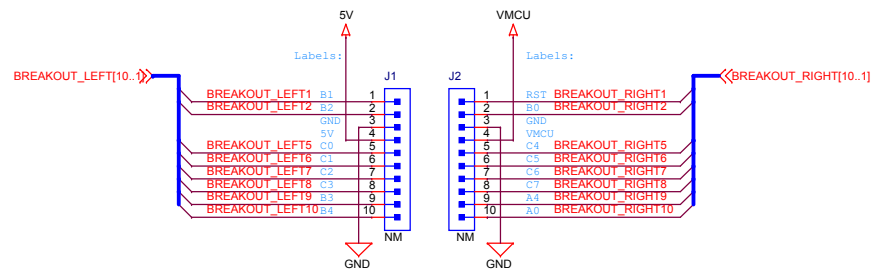 5V VMCU
Labels: Labels:
BREAKOUT_LEFT[10..1] J1 J2 BREAKOUT_RIGHT[10..1]
BREAKOUT_LEFT1 B1 1 1 RST BREAKOUT_RIGHT1
BREAKOUT_LEFT2 B2 2 2 B0 BREAKOUT_RIGHT2
GND 3 3 GND
5V 4 4 VMCU
BREAKOUT_LEFT5 C0 5 5 C4 BREAKOUT_RIGHT5
BREAKOUT_LEFT6 C1 6 6 C5 BREAKOUT_RIGHT6
BREAKOUT_LEFT7 C2 7 7 C6 BREAKOUT_RIGHT7
BREAKOUT_LEFT8 C3 8 8 C7 BREAKOUT_RIGHT8
BREAKOUT_LEFT9 B3 9 9 A4 BREAKOUT_RIGHT9
BREAKOUT_LEFT10 B4 10 10 A0 BREAKOUT_RIGHT10
NM NM
GND GND